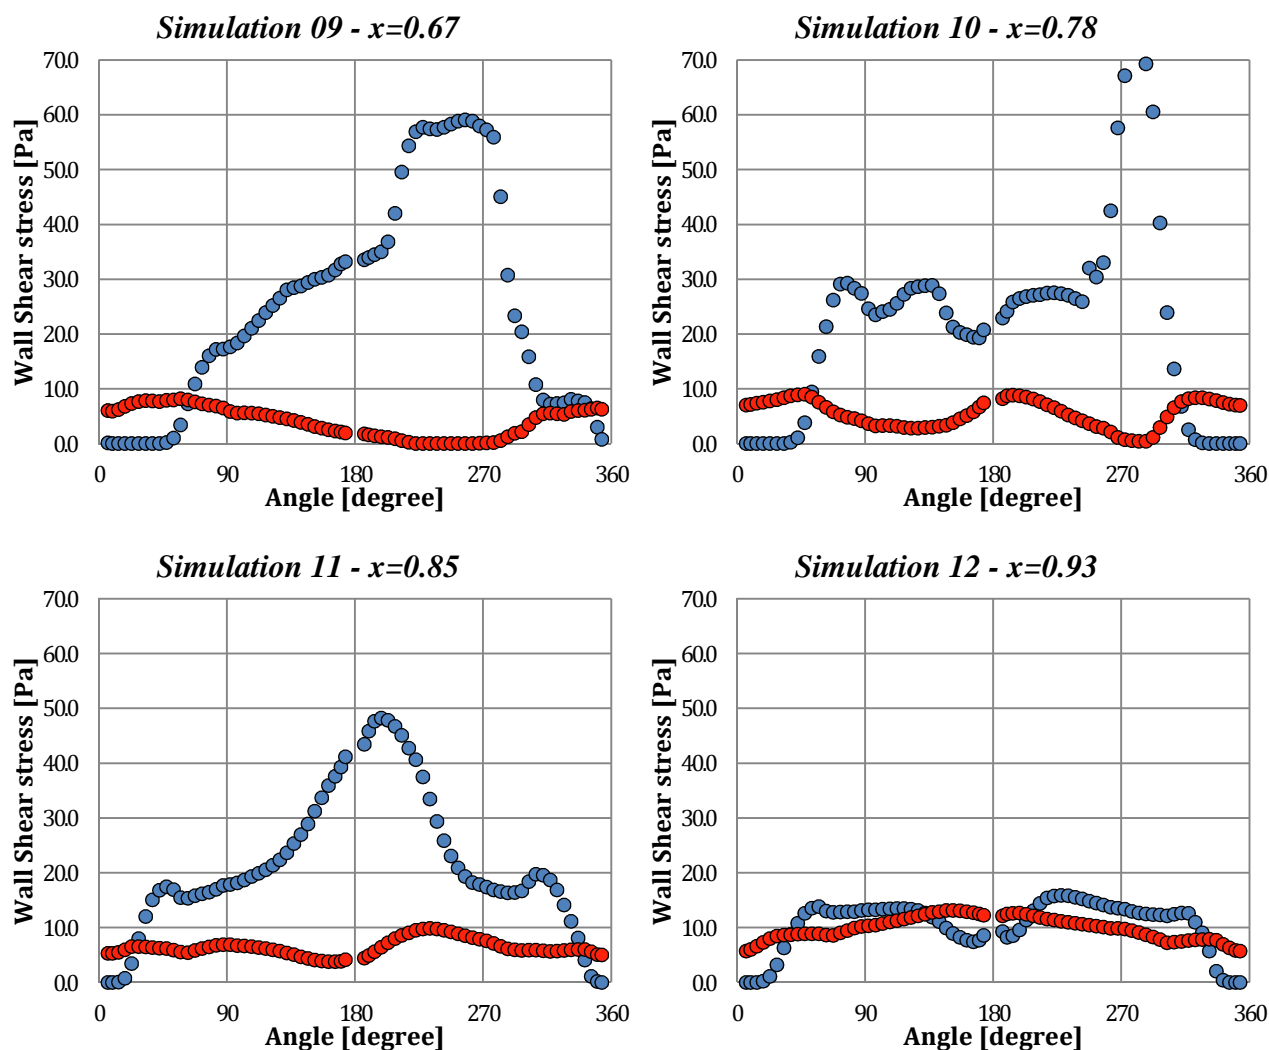 Simulation 09 - x=0.67
70.0
60.0
50.0
40.0
30.0
20.0
10.0
0.0
Wall Shear stress [Pa]
0 90 180 270 360
Angle [degree]
Simulation 10 - x=0.78
70.0
60.0
50.0
40.0
30.0
20.0
10.0
0.0
Wall Shear stress [Pa]
0 90 180 270 360
Angle [degree]
Simulation 11 - x=0.85
70.0
60.0
50.0
40.0
30.0
20.0
10.0
0.0
Wall Shear stress [Pa]
0 90 180 270 360
Angle [degree]
Simulation 12 - x=0.93
70.0
60.0
50.0
40.0
30.0
20.0
10.0
0.0
Wall Shear stress [Pa]
0 90 180 270 360
Angle [degree]